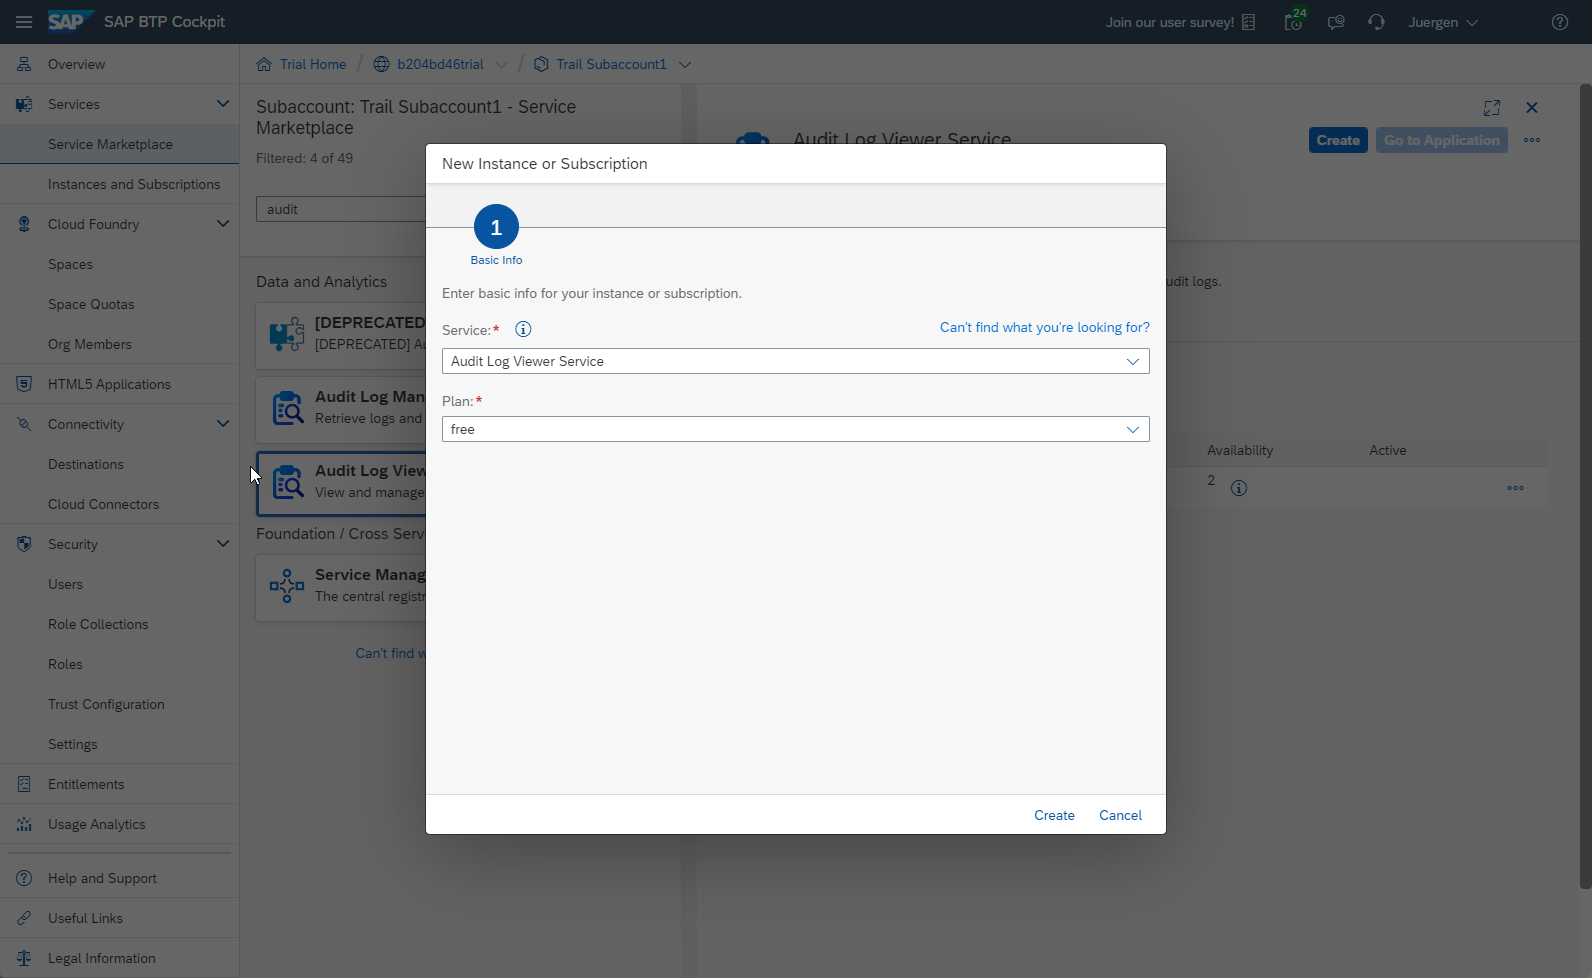 SAP SAP BTP Cockpit
Join our user survey!
24
Juergen
Overview
Services
Service Marketplace
Instances and Subscriptions
Cloud Foundry
Spaces
Space Quotas
Org Members
HTML5 Applications
Connectivity
Destinations
Cloud Connectors
Security
Users
Role Collections
Roles
Trust Configuration
Settings
Entitlements
Usage Analytics
Help and Support
Useful Links
Legal Information
Trial Home / b204bd46trial / Trail Subaccount1
Subaccount: Trail Subaccount1 - Service
Marketplace
Filtered: 4 of 49
audit
Data and Analytics
[DEPRECATED
[DEPRECATED] Au
Audit Log Man
Retrieve logs and
Audit Log View
View and manage
Foundation / Cross Serv
Service Manag
The central registr
Can't find w
Audit Log Viewer Service
Create
Go to Application
udit logs.
Availability Active
2
New Instance or Subscription
1
Basic Info
Enter basic info for your instance or subscription.
Service:*
Can't find what you're looking for?
Audit Log Viewer Service
Plan:*
free
Create Cancel